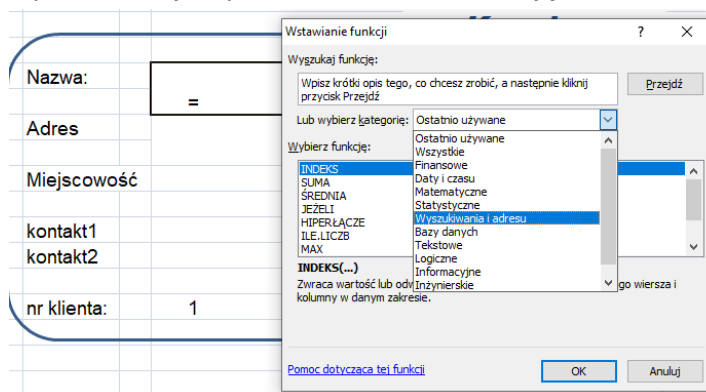 Wstawianie funkcji ? ×
Wyszukaj funkcję:
Wpisz krótki opis tego, co chcesz zrobić, a następnie kliknij
przycisk Przejdź
Przejdź
Lub wybierz kategorię: Ostatnio używane
Ostatnio używane
Wszystkie
Finansowe
Daty i czasu
Matematyczne
Statystyczne
Wyszukiwania i adresu
Bazy danych
Tekstowe
Logiczne
Informacyjne
Inżynierskie
Wybierz funkcję:
INDEKS
SUMA
ŚREDNIA
JEŻELI
HIPERŁĄCZE
ILE.LICZB
MAX
INDEKS(...)
Zwraca wartość lub go wiersza i
kolumny w danym zakresie.
Pomoc dotycząca tej funkcji
OK Anuluj
Nazwa:
=
Adres
Miejscowość
kontakt1
kontakt2
nr klienta: 1